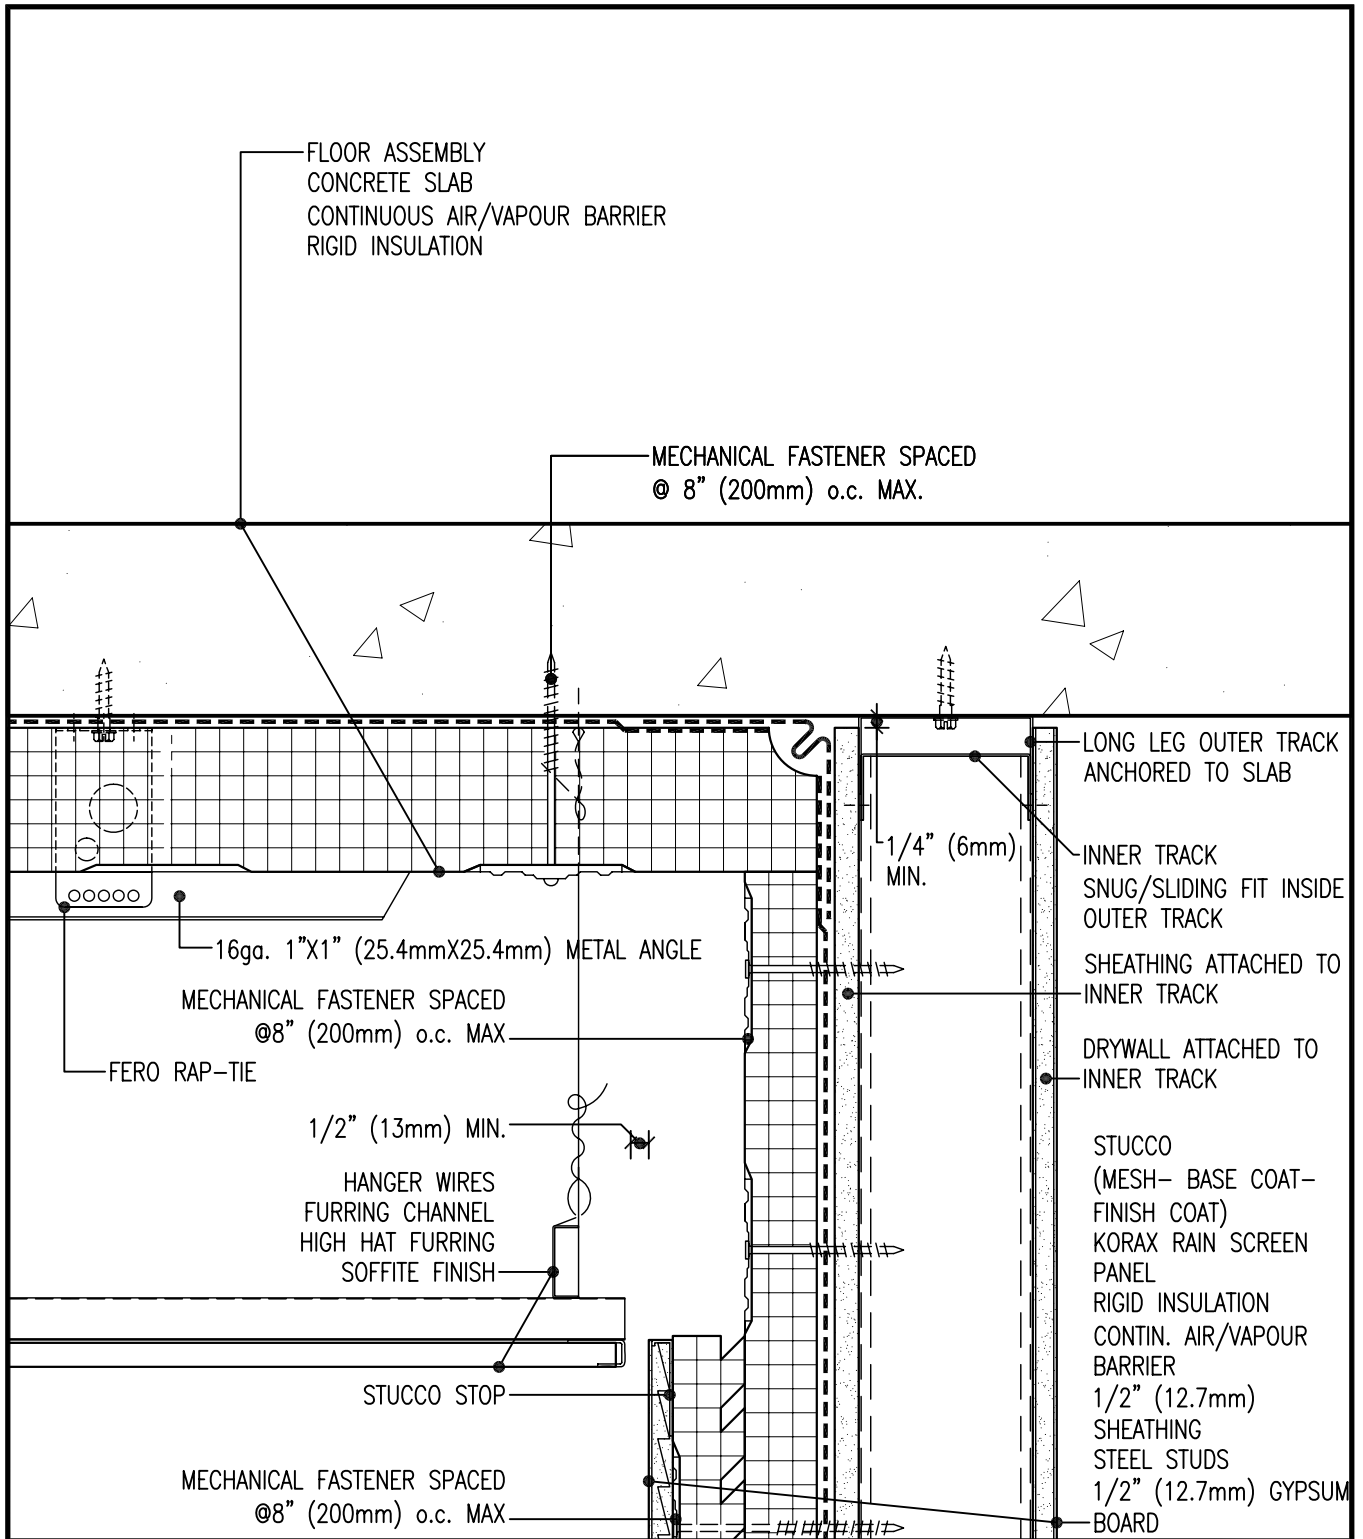 FLOOR ASSEMBLY
CONCRETE SLAB
CONTINUOUS AIR/VAPOUR BARRIER
RIGID INSULATION
MECHANICAL FASTENER SPACED
@ 8" (200mm) o.c. MAX.
LONG LEG OUTER TRACK
ANCHORED TO SLAB
1/4" (6mm)
MIN.
INNER TRACK
SNUG/SLIDING FIT INSIDE
OUTER TRACK
16ga. 1"X1" (25.4mmX25.4mm) METAL ANGLE
SHEATHING ATTACHED TO
INNER TRACK
MECHANICAL FASTENER SPACED
@8" (200mm) o.c. MAX
FERO RAP-TIE
DRYWALL ATTACHED TO
INNER TRACK
1/2" (13mm) MIN.
HANGER WIRES
FURRING CHANNEL
HIGH HAT FURRING
SOFFITE FINISH
STUCCO
(MESH- BASE COAT-
FINISH COAT)
KORAX RAIN SCREEN
PANEL
RIGID INSULATION
CONTIN. AIR/VAPOUR
BARRIER
1/2" (12.7mm)
SHEATHING
STEEL STUDS
1/2" (12.7mm) GYPSUM
BOARD
STUCCO STOP
MECHANICAL FASTENER SPACED
@8" (200mm) o.c. MAX